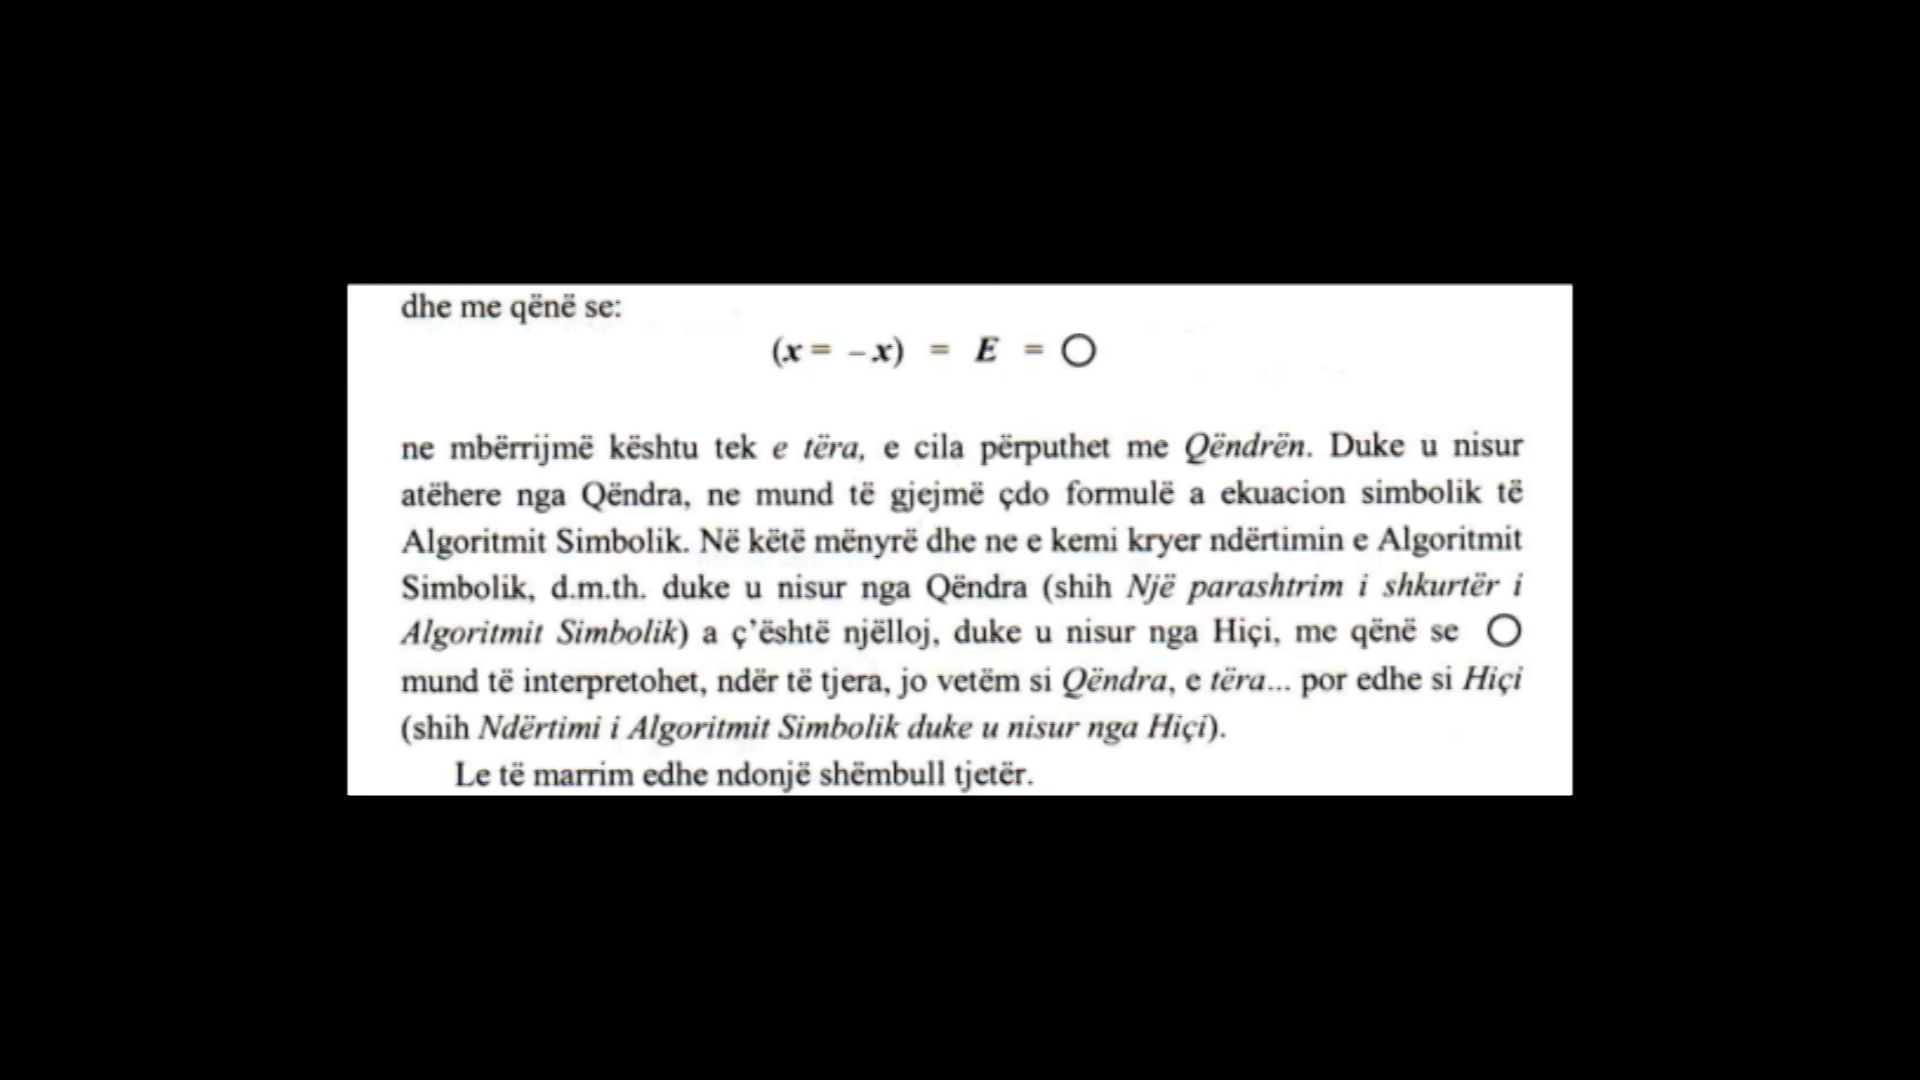 dhe me qënë se:
(x = – x) = E = ○
ne mbërrijmë kështu tek e tëra, e cila përputhet me Qëndrën. Duke u nisur
atëhere nga Qëndra, ne mund të gjejmë çdo formulë a ekuacion simbolik të
Algoritmit Simbolik. Në këtë mënyrë dhe ne e kemi kryer ndërtimin e Algoritmit
Simbolik, d.m.th. duke u nisur nga Qëndra (shih Një parashtrim i shkurtër i
Algoritmit Simbolik) a ç’është njëlloj, duke u nisur nga Hiçi, me qënë se ○
mund të interpretohet, ndër të tjera, jo vetëm si Qëndra, e tëra... por edhe si Hiçi
(shih Ndërtimi i Algoritmit Simbolik duke u nisur nga Hiçi).
Le të marrim edhe ndonjë shëmbull tjetër.